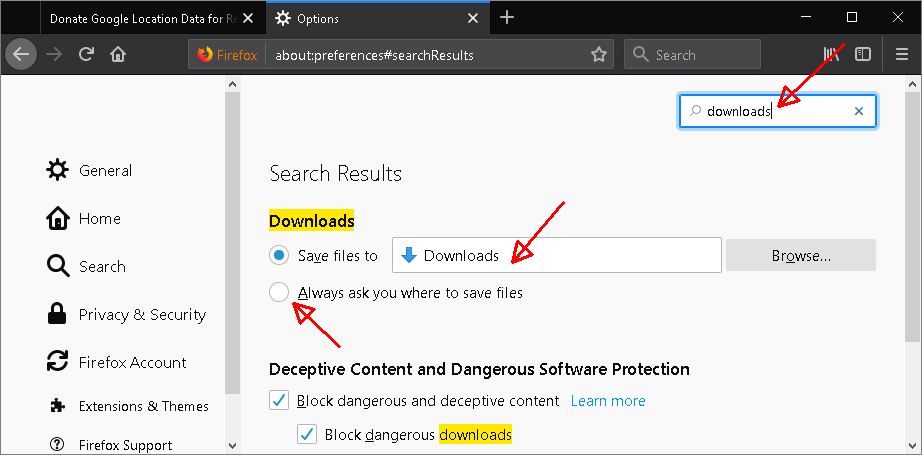 Donate Google Location Data for Re
Options
Firefox about:preferences#searchResults Search
downloads
General
Home
Search
Privacy & Security
Firefox Account
Extensions & Themes
Firefox Support
Search Results
Downloads
Save files to Downloads Browse...
Always ask you where to save files
Deceptive Content and Dangerous Software Protection
Block dangerous and deceptive content Learn more
Block dangerous downloads